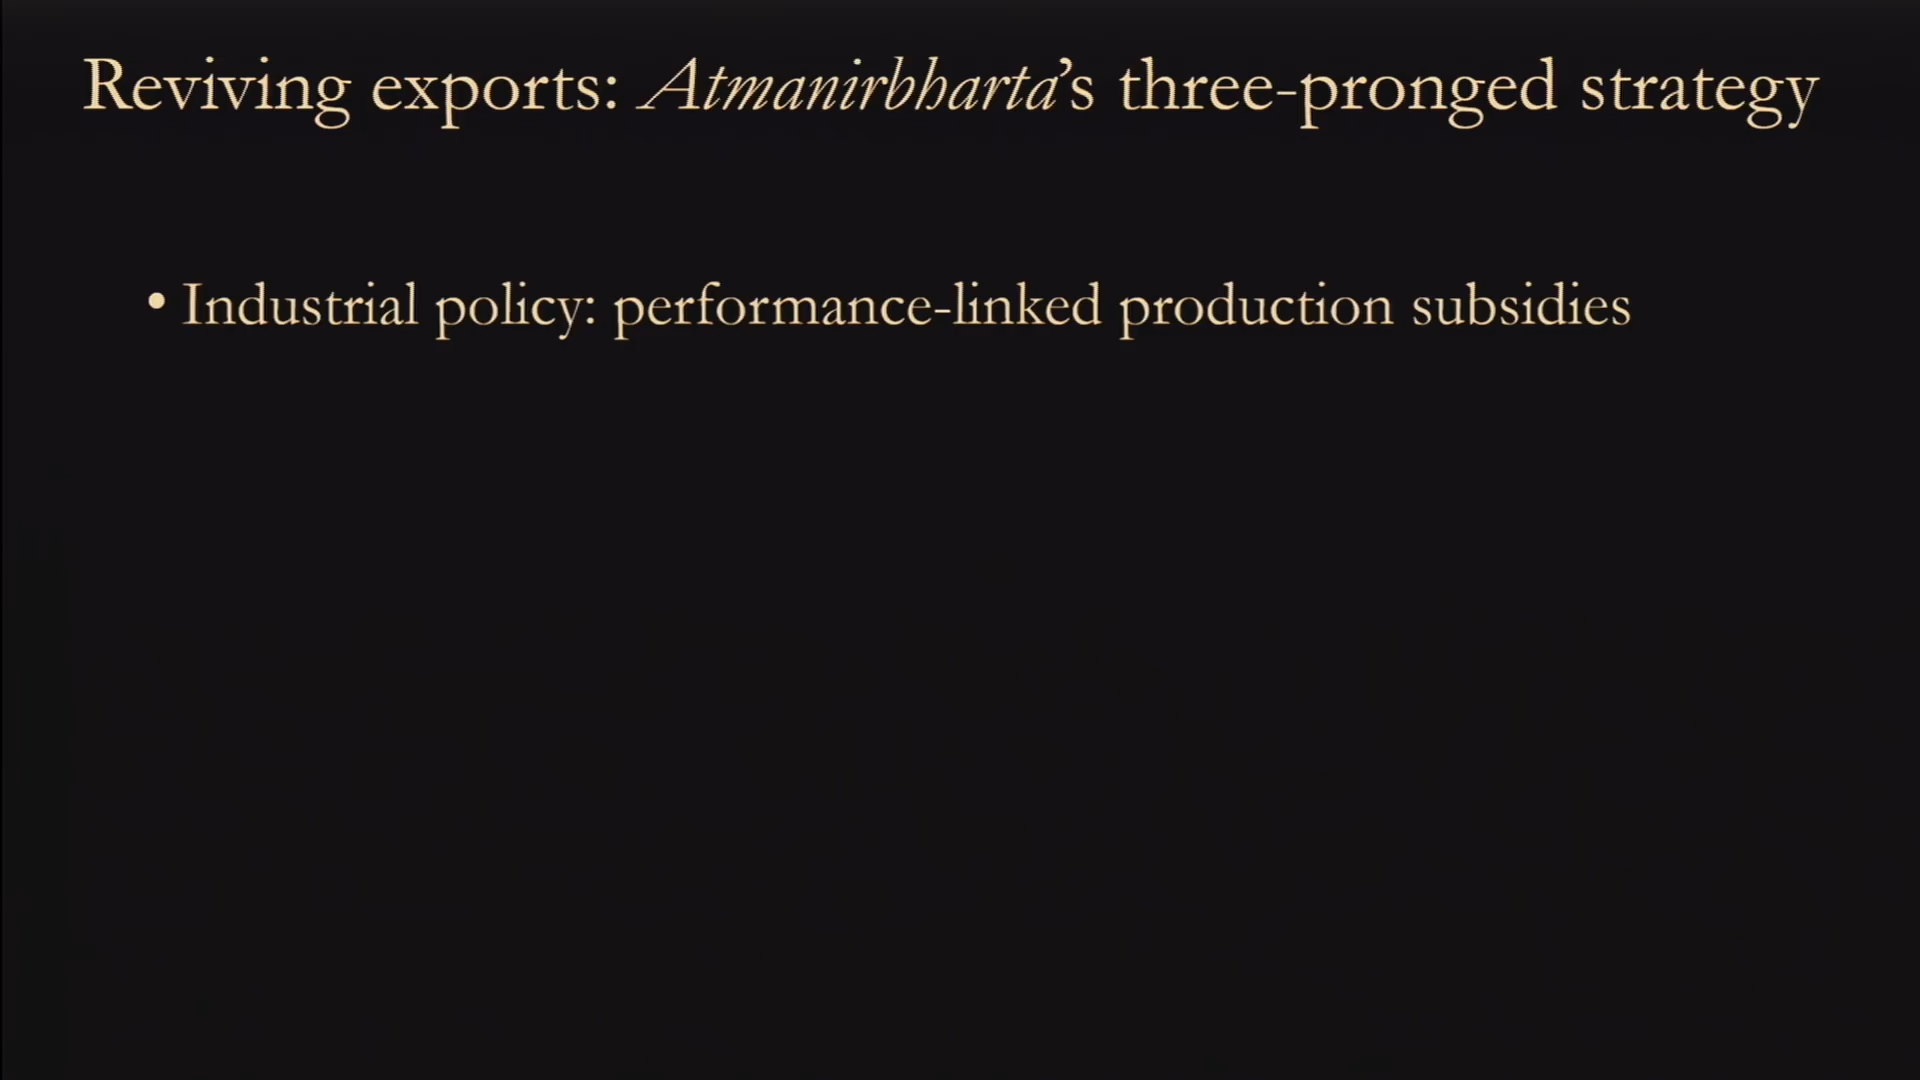 Reviving exports: Atmanirbharta’s three-pronged strategy
• Industrial policy: performance-linked production subsidies